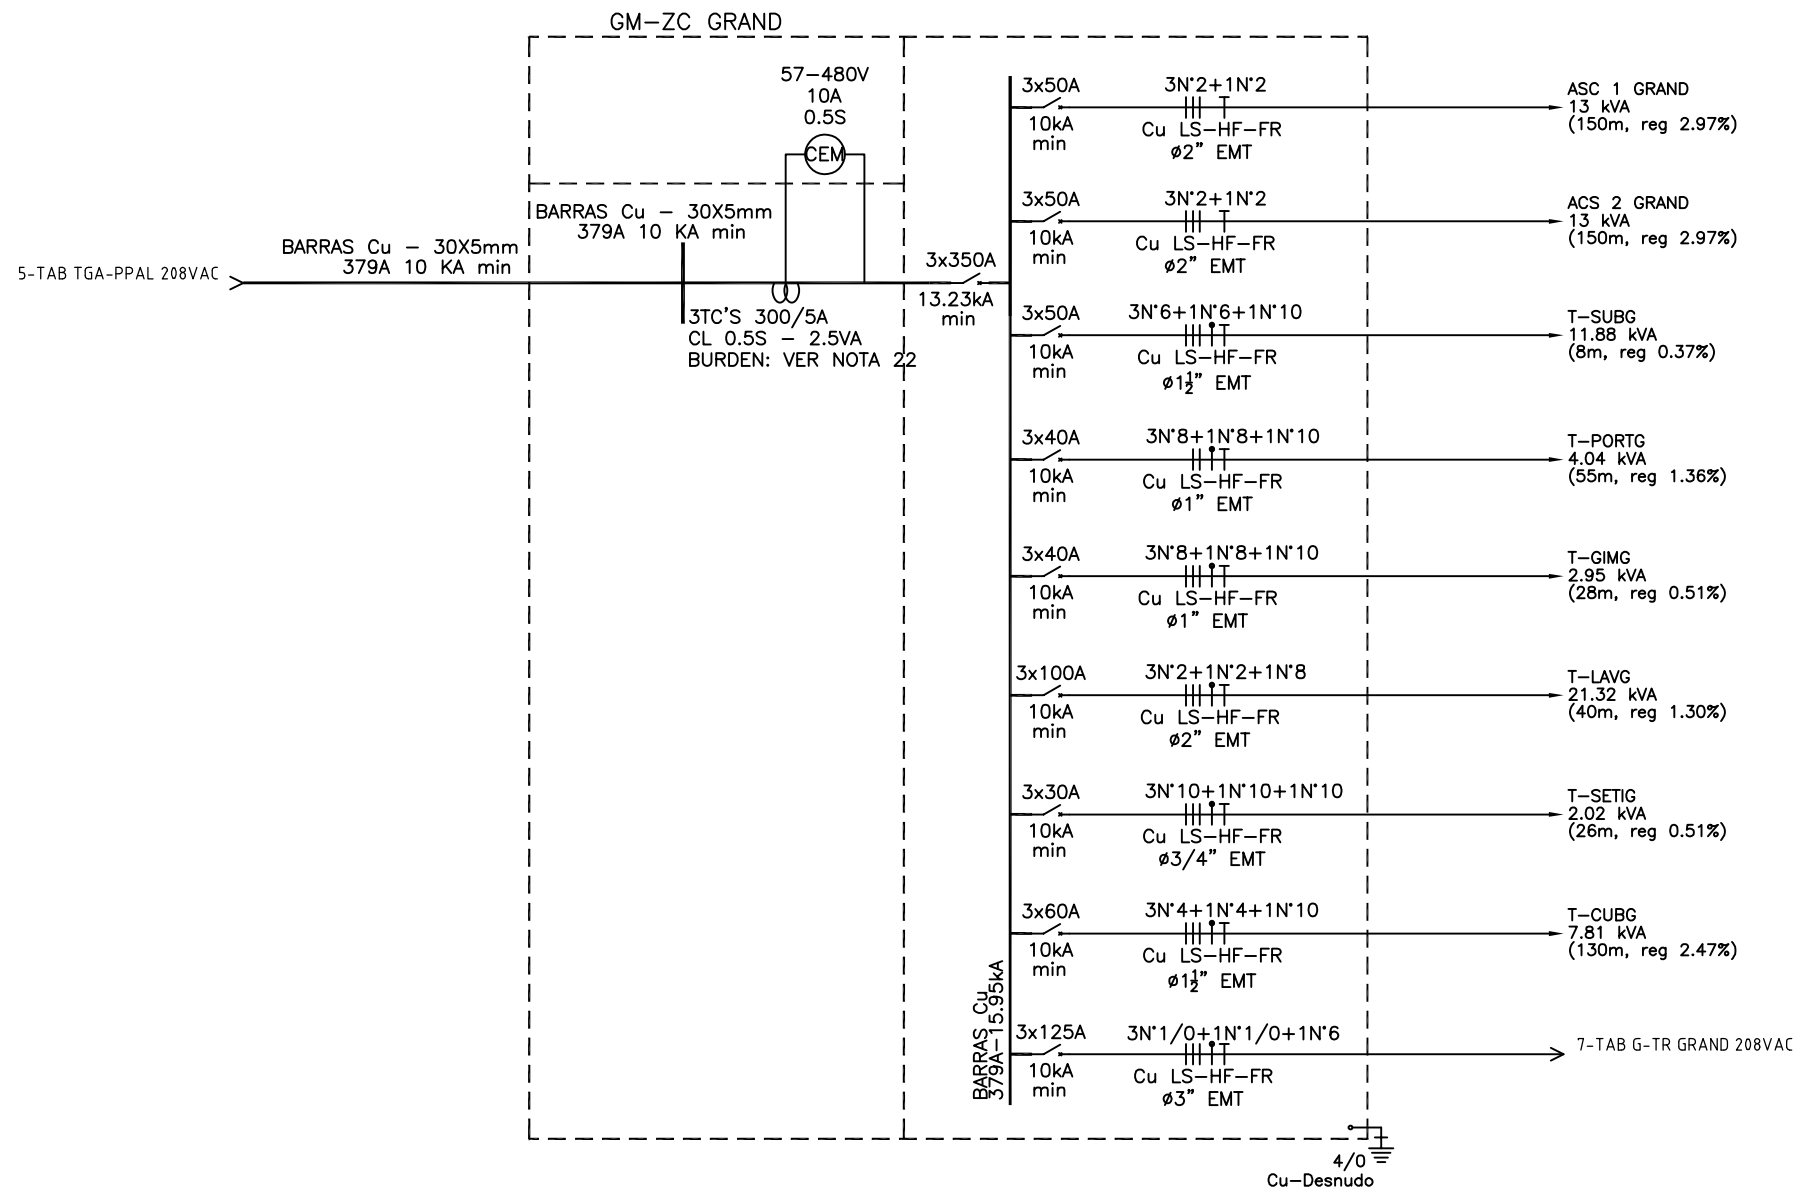 GM-ZC GRAND
57-480V
10A
0.5S
CEM
BARRAS Cu - 30X5mm
379A 10 KA min
BARRAS Cu - 30X5mm
379A 10 KA min
5-TAB TGA-PPAL 208VAC
3TC'S 300/5A
CL 0.5S - 2.5VA
BURDEN: VER NOTA 22
3x350A
13.23kA
min
BARRAS Cu
379A-15.95kA
3x50A
10kA
min
3N°2+1N°2
Cu LS-HF-FR
ø2" EMT
ASC 1 GRAND
13 kVA
(150m, reg 2.97%)
3x50A
10kA
min
3N°2+1N°2
Cu LS-HF-FR
ø2" EMT
ACS 2 GRAND
13 kVA
(150m, reg 2.97%)
3x50A
10kA
min
3N°6+1N°6+1N°10
Cu LS-HF-FR
ø1½" EMT
T-SUBG
11.88 kVA
(8m, reg 0.37%)
3x40A
10kA
min
3N°8+1N°8+1N°10
Cu LS-HF-FR
ø1" EMT
T-PORTG
4.04 kVA
(55m, reg 1.36%)
3x40A
10kA
min
3N°8+1N°8+1N°10
Cu LS-HF-FR
ø1" EMT
T-GIMG
2.95 kVA
(28m, reg 0.51%)
3x100A
10kA
min
3N°2+1N°2+1N°8
Cu LS-HF-FR
ø2" EMT
T-LAVG
21.32 kVA
(40m, reg 1.30%)
3x30A
10kA
min
3N°10+1N°10+1N°10
Cu LS-HF-FR
ø3/4" EMT
T-SETIG
2.02 kVA
(26m, reg 0.51%)
3x60A
10kA
min
3N°4+1N°4+1N°10
Cu LS-HF-FR
ø1½" EMT
T-CUBG
7.81 kVA
(130m, reg 2.47%)
3x125A
10kA
min
3N°1/0+1N°1/0+1N°6
Cu LS-HF-FR
ø3" EMT
7-TAB G-TR GRAND 208VAC
4/0
Cu-Desnudo